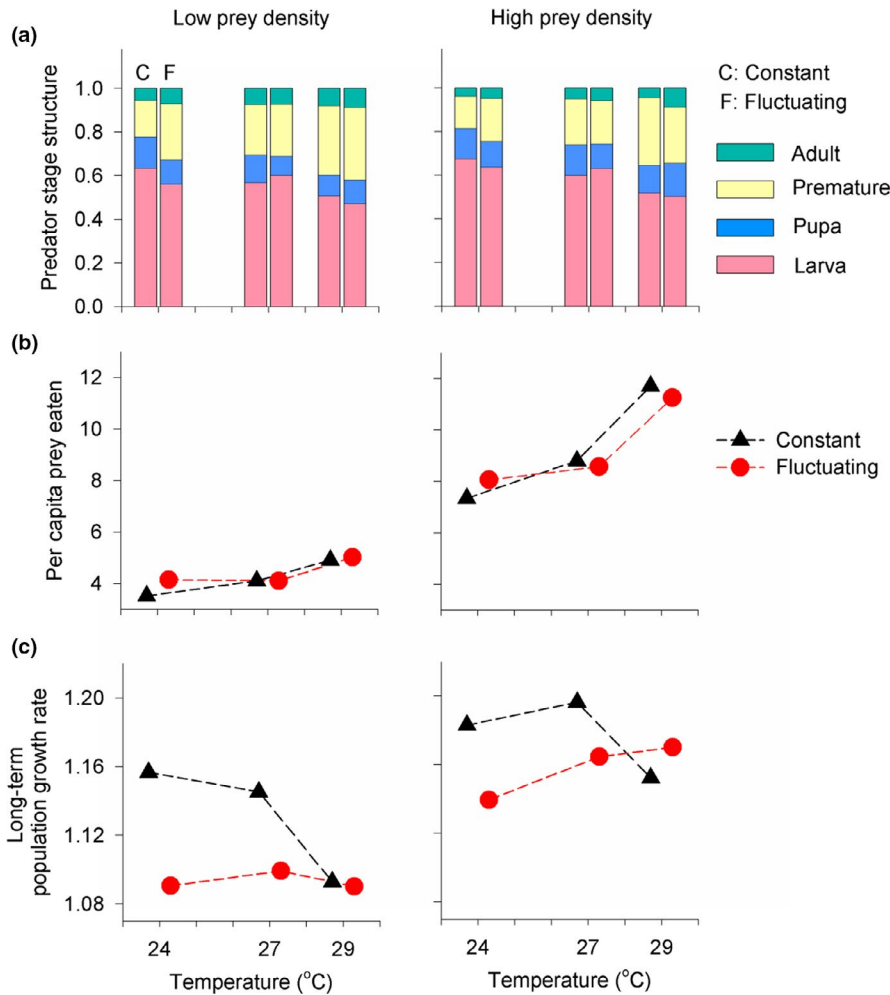 Low prey density High prey density
(a)
C F
C: Constant
F: Fluctuating
1.0
0.8
0.6
0.4
0.2
0.0
Predator stage structure
Adult
Premature
Pupa
Larva
(b)
12
10
8
6
4
Per capita prey eaten
Constant
Fluctuating
(c)
1.20
1.16
1.12
1.08
Long-term
population growth rate
24 27 29 24 27 29
Temperature (°C) Temperature (°C)